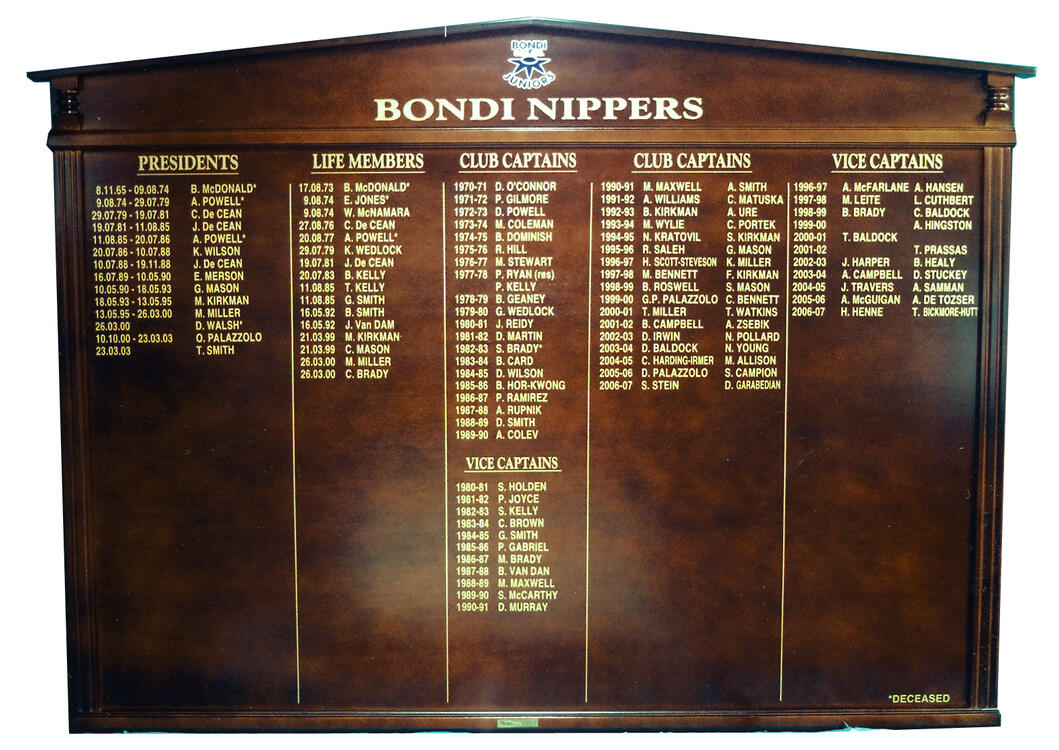 BONDI
JUNIORS
BONDI NIPPERS
PRESIDENTS
8.11.65 - 09.08.74 B. McDONALD*
9.08.74 - 29.07.79 A. POWELL*
29.07.79 - 19.07.81 C. De CEAN
19.07.81 - 11.08.85 J. De CEAN
11.08.85 - 20.07.86 A. POWELL*
20.07.86 - 10.07.88 K. WILSON
10.07.88 - 19.11.88 J. De CEAN
16.07.89 - 10.05.90 E. MERSON
10.05.90 - 18.05.93 G. MASON
18.05.93 - 13.05.95 M. KIRKMAN
13.05.95 - 26.03.00 M. MILLER
26.03.00 D. WALSH*
10.10.00 - 23.03.03 O. PALAZZOLO
23.03.03 T. SMITH
LIFE MEMBERS
17.08.73 B. McDONALD*
9.08.74 E. JONES*
9.08.74 W. McNAMARA
27.08.76 C. De CEAN
20.08.77 A. POWELL*
29.07.79 K. WEDLOCK
19.07.81 J. De CEAN
20.07.83 B. KELLY
11.08.85 T. KELLY
11.08.85 G. SMITH
16.05.92 B. SMITH
16.05.92 J. Van DAM
21.03.99 M. KIRKMAN
21.03.99 C. MASON
26.03.00 M. MILLER
26.03.00 C. BRADY
CLUB CAPTAINS
1970-71 D. O'CONNOR
1971-72 P. GILMORE
1972-73 D. POWELL
1973-74 M. COLEMAN
1974-75 B. DOMINISH
1975-76 R. HILL
1976-77 M. STEWART
1977-78 P. RYAN (res)
P. KELLY
1978-79 B. GEANEY
1979-80 G. WEDLOCK
1980-81 J. REIDY
1981-82 D. MARTIN
1982-83 S. BRADY*
1983-84 B. CARD
1984-85 D. WILSON
1985-86 B. HOR-KWONG
1986-87 P. RAMIREZ
1987-88 A. RUPNIK
1988-89 D. SMITH
1989-90 A. COLEV
VICE CAPTAINS
1980-81 S. HOLDEN
1981-82 P. JOYCE
1982-83 S. KELLY
1983-84 C. BROWN
1984-85 G. SMITH
1985-86 P. GABRIEL
1986-87 M. BRADY
1987-88 B. VAN DAN
1988-89 M. MAXWELL
1989-90 S. McCARTHY
1990-91 D. MURRAY
CLUB CAPTAINS
1990-91 M. MAXWELL A. SMITH
1991-92 A. WILLIAMS C. MATUSKA
1992-93 B. KIRKMAN A. URE
1993-94 M. WYLIE C. PORTEK
1994-95 N. KRATOVIL S. KIRKMAN
1995-96 R. SALEH G. MASON
1996-97 H. SCOTT-STEVESON K. MILLER
1997-98 M. BENNETT F. KIRKMAN
1998-99 B. ROSWELL S. MASON
1999-00 G.P. PALAZZOLO C. BENNETT
2000-01 T. MILLER T. WATKINS
2001-02 B. CAMPBELL A. ZSEBIK
2002-03 D. IRWIN N. POLLARD
2003-04 D. BALDOCK N. YOUNG
2004-05 C. HARDING-IRMER M. ALLISON
2005-06 D. PALAZZOLO S. CAMPION
2006-07 S. STEIN D. GARABEDIAN
VICE CAPTAINS
1996-97 A. McFARLANE A. HANSEN
1997-98 M. LEITE L. CUTHBERT
1998-99 B. BRADY C. BALDOCK
1999-00 A. HINGSTON
2000-01 T. BALDOCK
2001-02 T. PRASSAS
2002-03 J. HARPER B. HEALY
2003-04 A. CAMPBELL D. STUCKEY
2004-05 J. TRAVERS A. SAMMAN
2005-06 A. McGUIGAN A. DE TOZSER
2006-07 H. HENNE T. BICKMORE-HUTT
*DECEASED